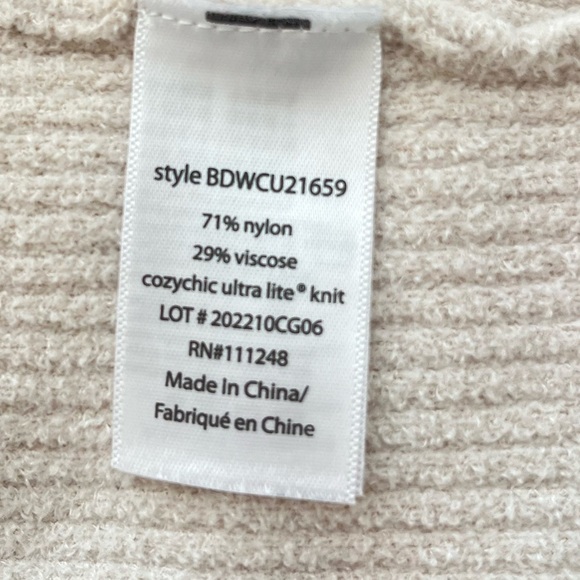 style BDWCU21659
71% nylon
29% viscose
cozychic ultra lite® knit
LOT # 202210CG06
RN#111248
Made in China/
Fabriqué en Chine